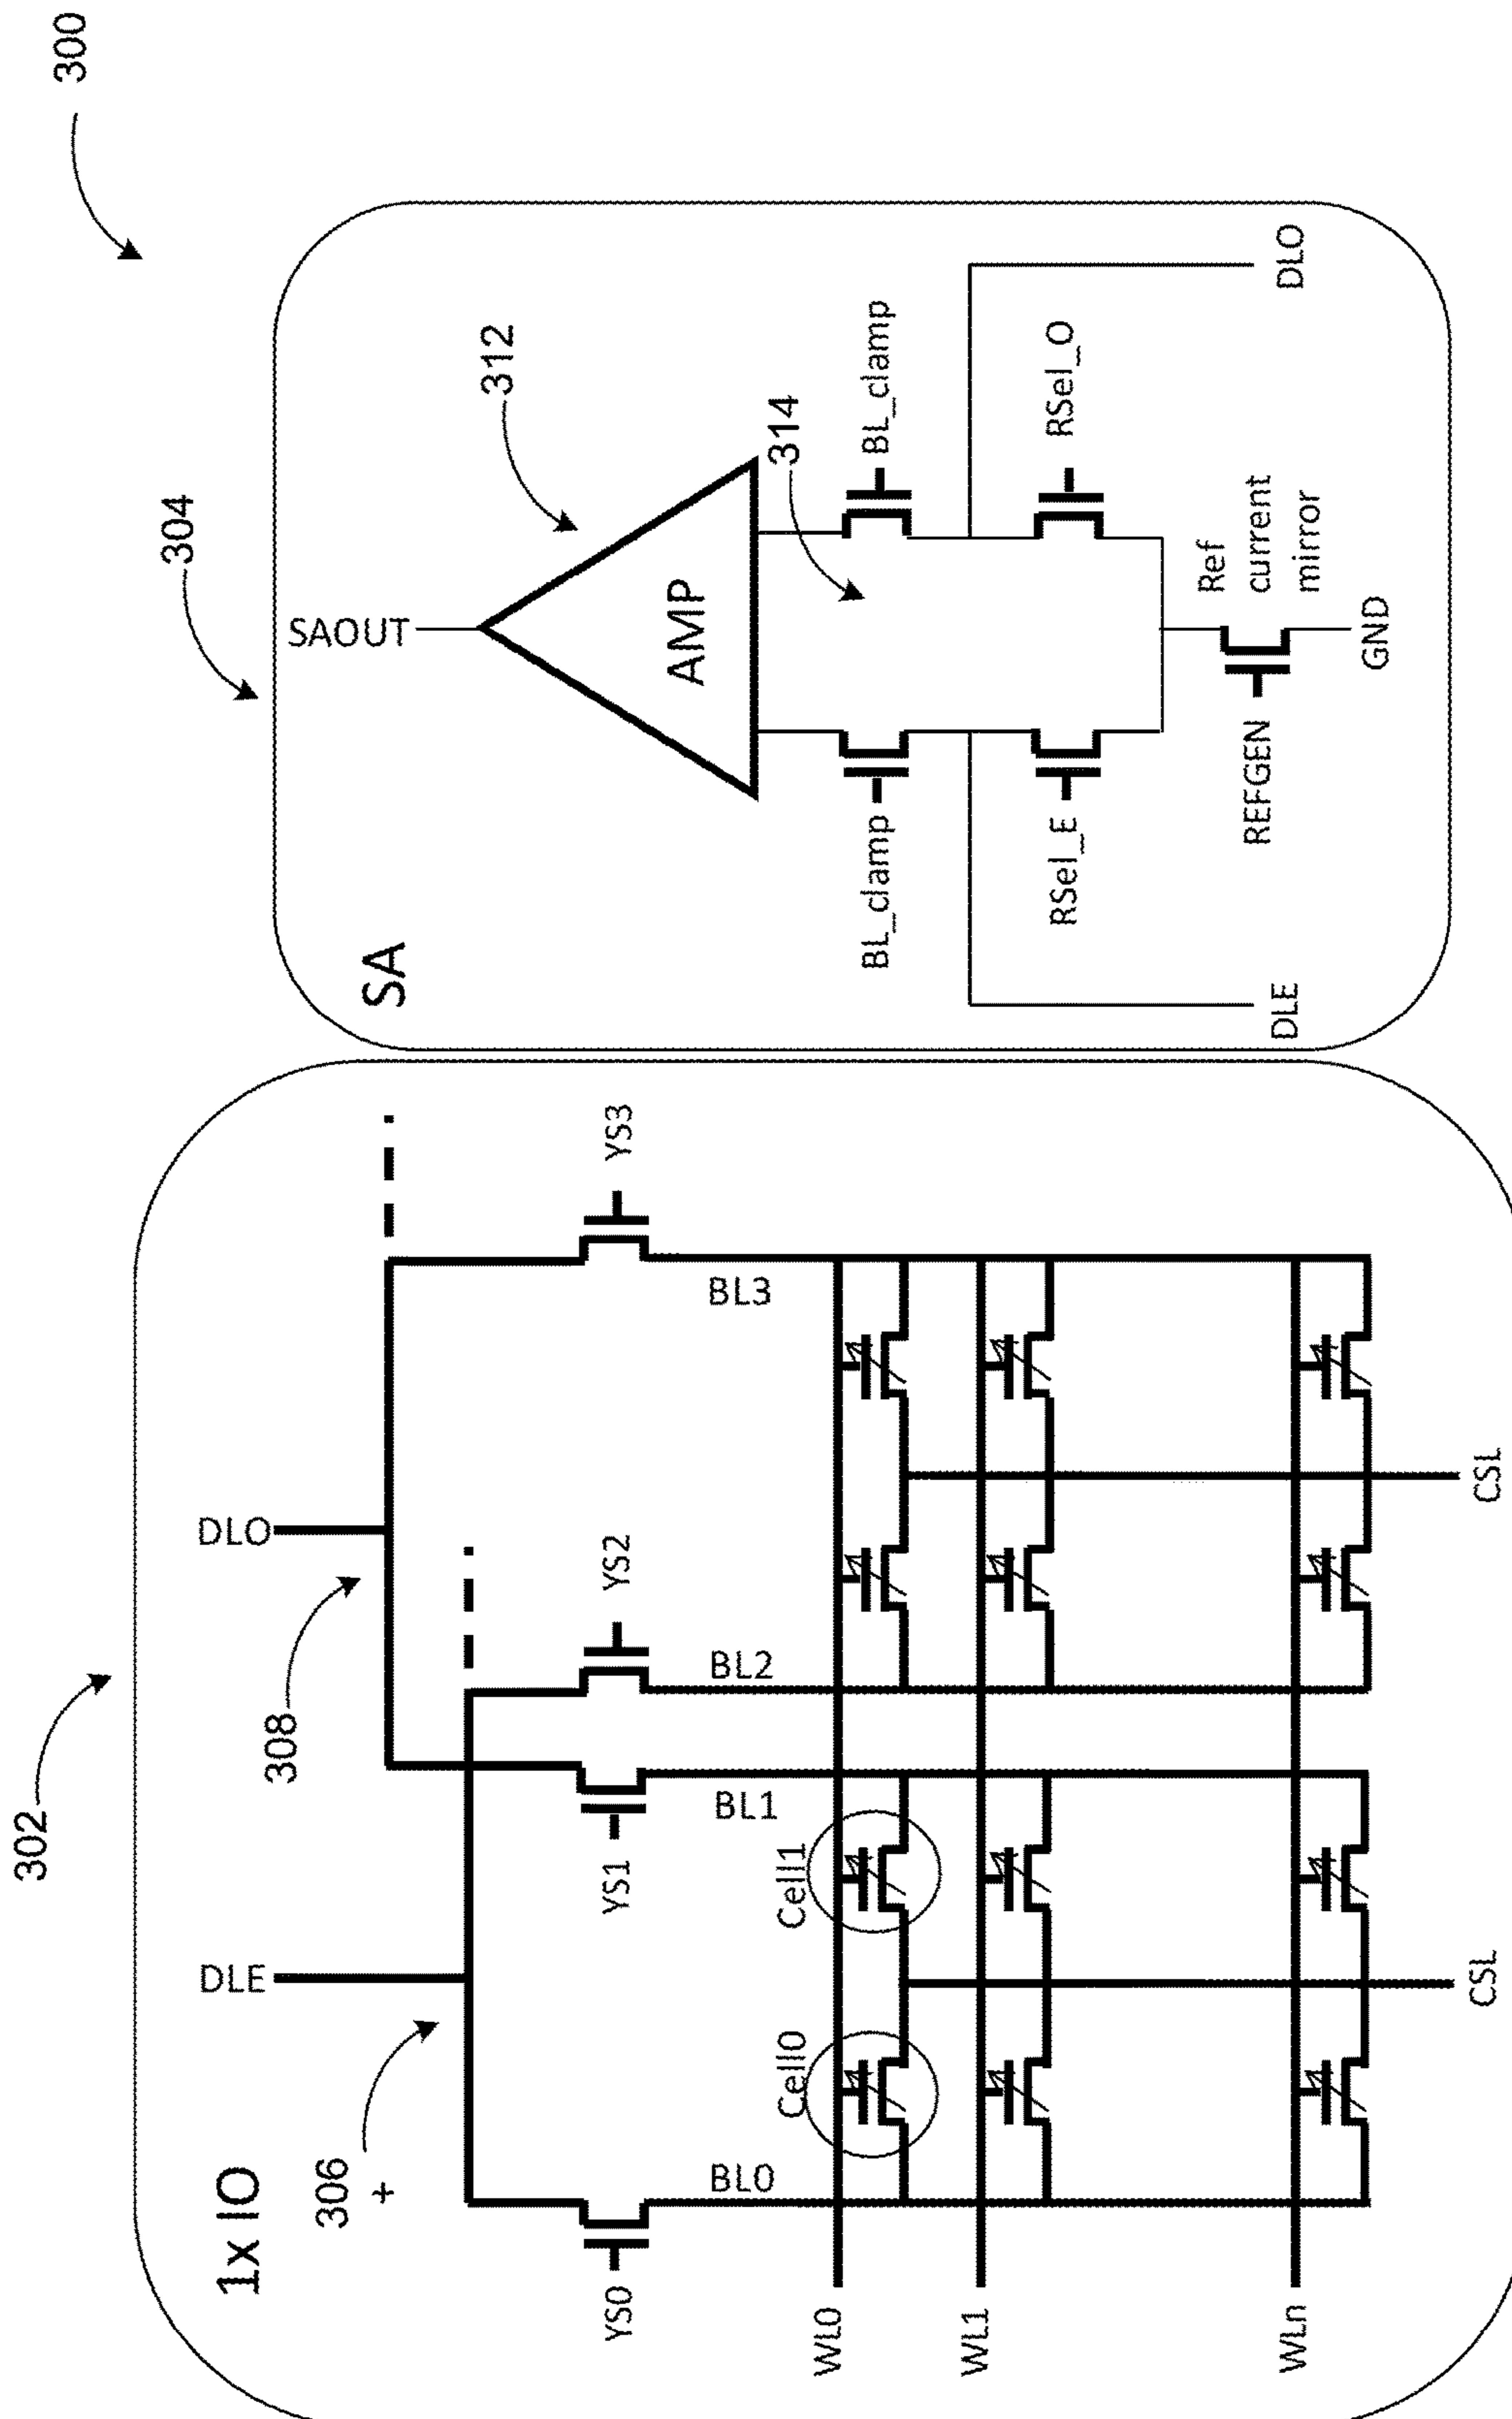 300
302
304
1x IO
306
+
DLE
308
DLO
YS0
YS1
YS2
YS3
BL0
BL1
BL2
BL3
Cell0
Cell1
WL0
WL1
WLn
CSL
CSL
SA
SAOUT
312
AMP
314
BL_clamp
BL_clamp
RSel_E
RSel_O
DLE
DLO
REFGEN
Ref
current
mirror
GND